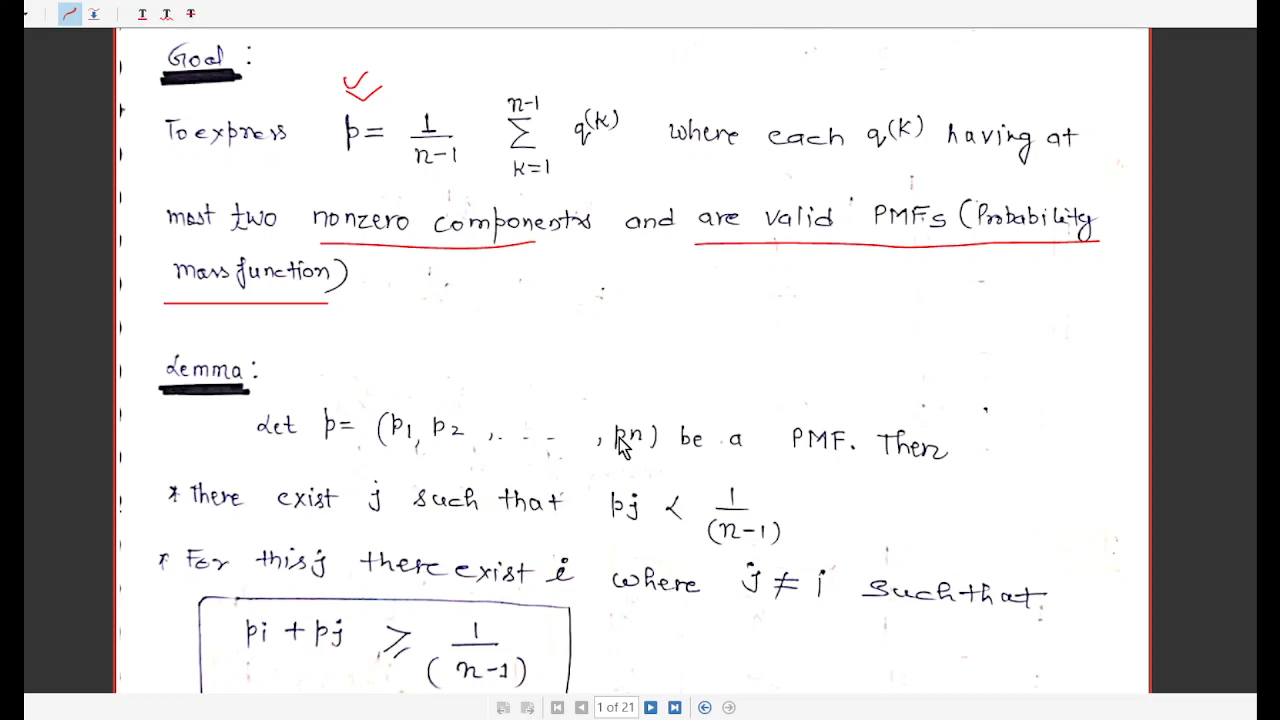 Goal :
To express p = 1/(n-1) n-1 ∑ k=1 q^(k) where each q^(k) having at
most two nonzero components and are valid PMFs (Probability
mass function)
Lemma :
Let p = (p1, p2, . . . . , pn) be a PMF. Then
* There exist j such that pj < 1/(n-1)
* For this j there exist i where j ≠ i such that
pi + pj ≥ 1/(n-1)
1 of 21